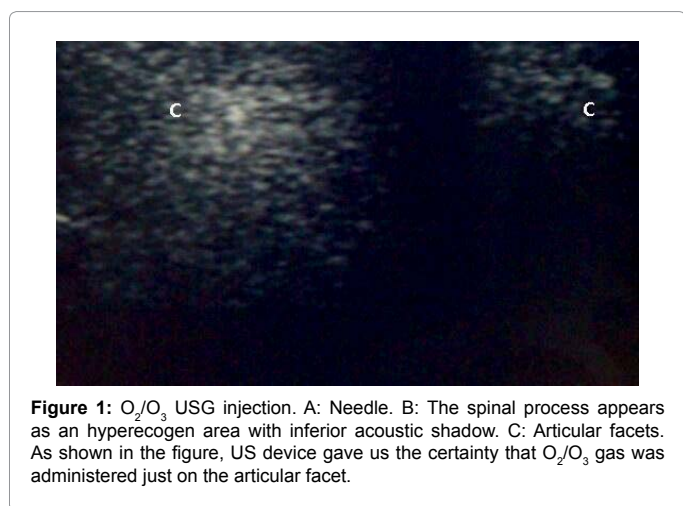 C
C
Figure 1: O2/O3 USG injection. A: Needle. B: The spinal process appears
as an hyperecogen area with inferior acoustic shadow. C: Articular facets.
As shown in the figure, US device gave us the certainty that O2/O3 gas was
administered just on the articular facet.